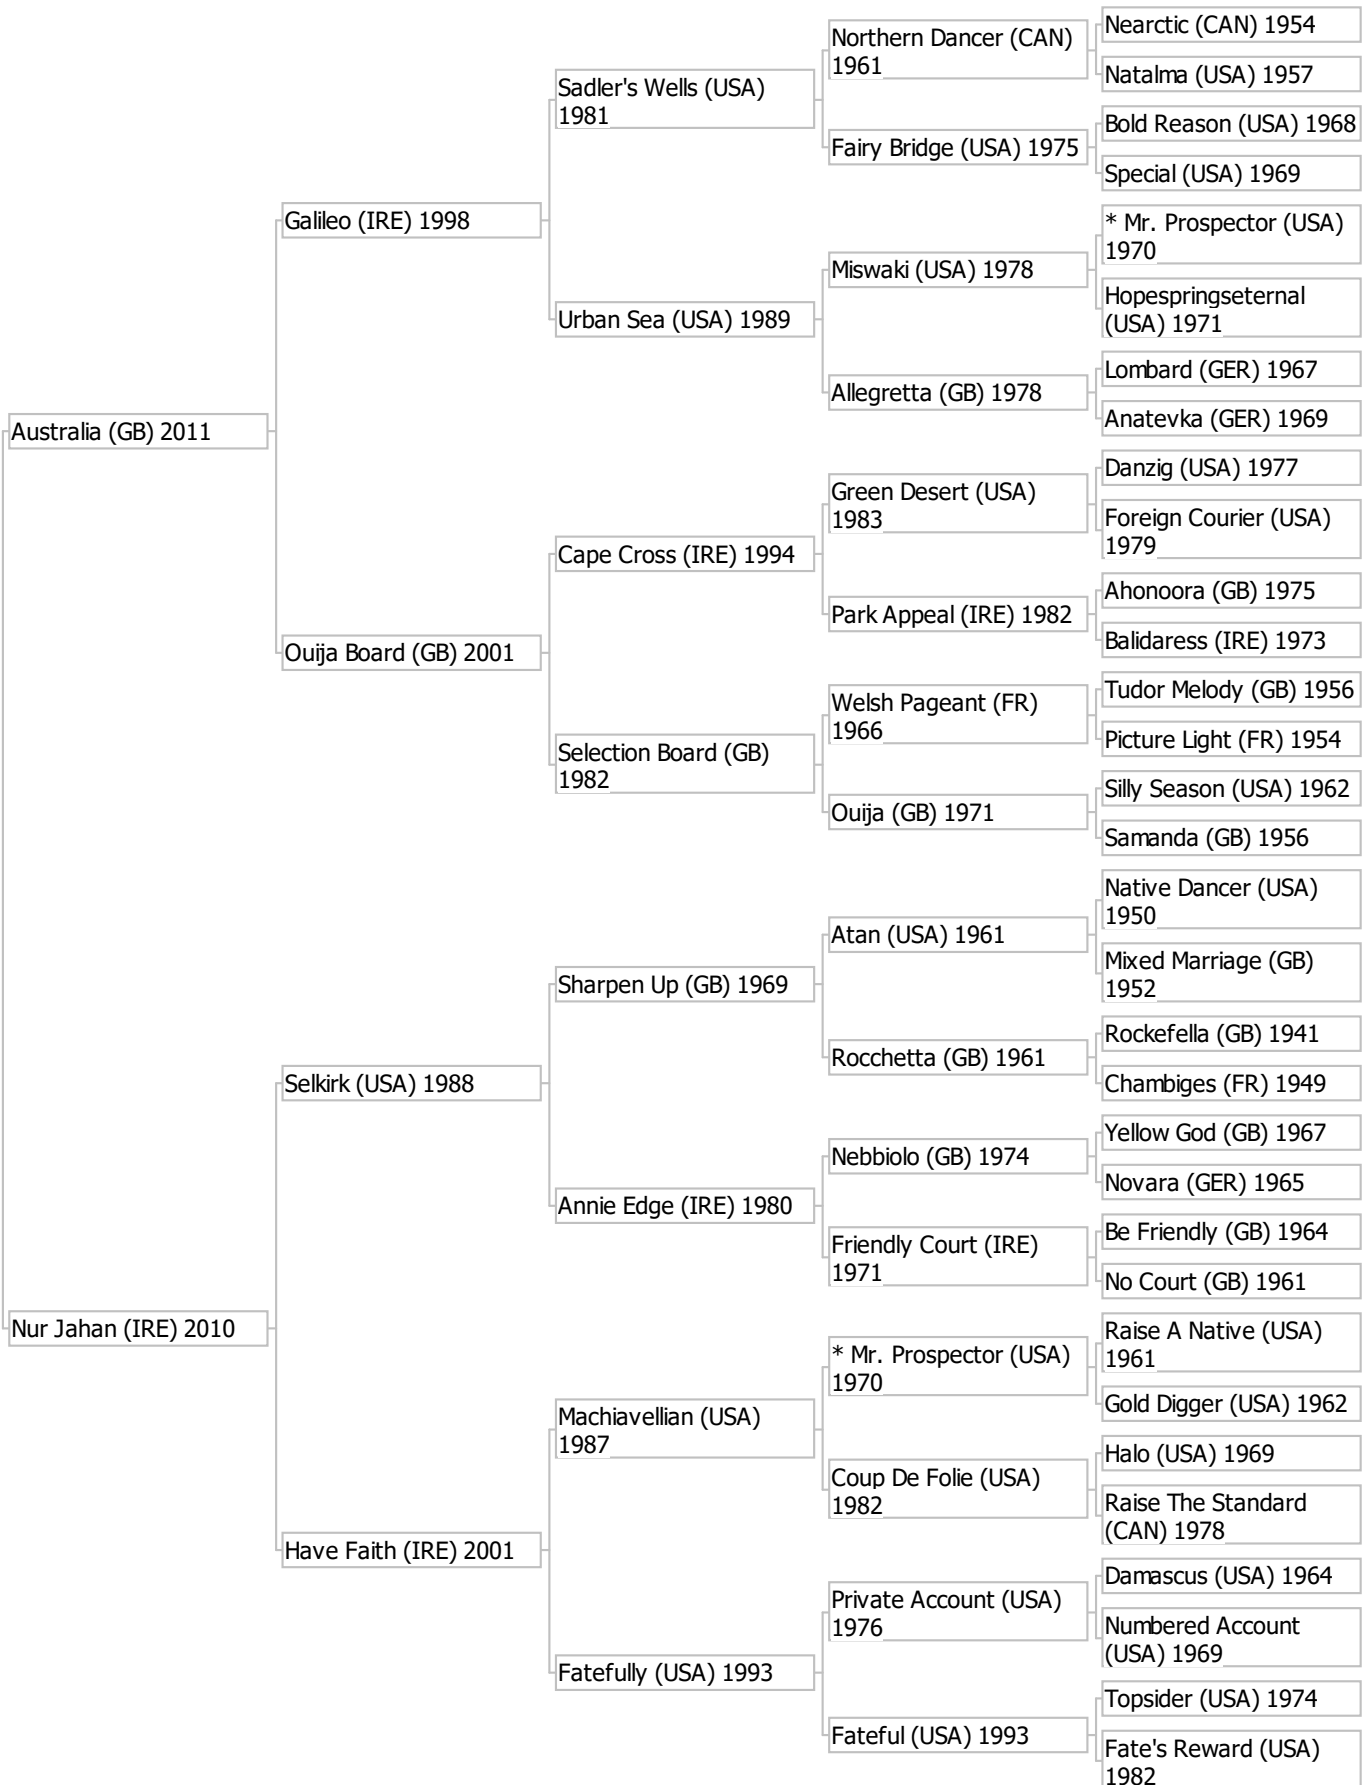 Australia (GB) 2011
Nur Jahan (IRE) 2010
Galileo (IRE) 1998
Ouija Board (GB) 2001
Selkirk (USA) 1988
Have Faith (IRE) 2001
Sadler's Wells (USA)
1981
Urban Sea (USA) 1989
Cape Cross (IRE) 1994
Selection Board (GB)
1982
Sharpen Up (GB) 1969
Annie Edge (IRE) 1980
Machiavellian (USA)
1987
Fatefully (USA) 1993
Northern Dancer (CAN)
1961
Fairy Bridge (USA) 1975
Miswaki (USA) 1978
Allegretta (GB) 1978
Green Desert (USA)
1983
Park Appeal (IRE) 1982
Welsh Pageant (FR)
1966
Ouija (GB) 1971
Atan (USA) 1961
Rocchetta (GB) 1961
Nebbiolo (GB) 1974
Friendly Court (IRE)
1971
* Mr. Prospector (USA)
1970
Coup De Folie (USA)
1982
Private Account (USA)
1976
Fateful (USA) 1993
Nearctic (CAN) 1954
Natalma (USA) 1957
Bold Reason (USA) 1968
Special (USA) 1969
* Mr. Prospector (USA)
1970
Hopespringseternal
(USA) 1971
Lombard (GER) 1967
Anatevka (GER) 1969
Danzig (USA) 1977
Foreign Courier (USA)
1979
Ahonoora (GB) 1975
Balidaress (IRE) 1973
Tudor Melody (GB) 1956
Picture Light (FR) 1954
Silly Season (USA) 1962
Samanda (GB) 1956
Native Dancer (USA)
1950
Mixed Marriage (GB)
1952
Rockefella (GB) 1941
Chambiges (FR) 1949
Yellow God (GB) 1967
Novara (GER) 1965
Be Friendly (GB) 1964
No Court (GB) 1961
Raise A Native (USA)
1961
Gold Digger (USA) 1962
Halo (USA) 1969
Raise The Standard
(CAN) 1978
Damascus (USA) 1964
Numbered Account
(USA) 1969
Topsider (USA) 1974
Fate's Reward (USA)
1982